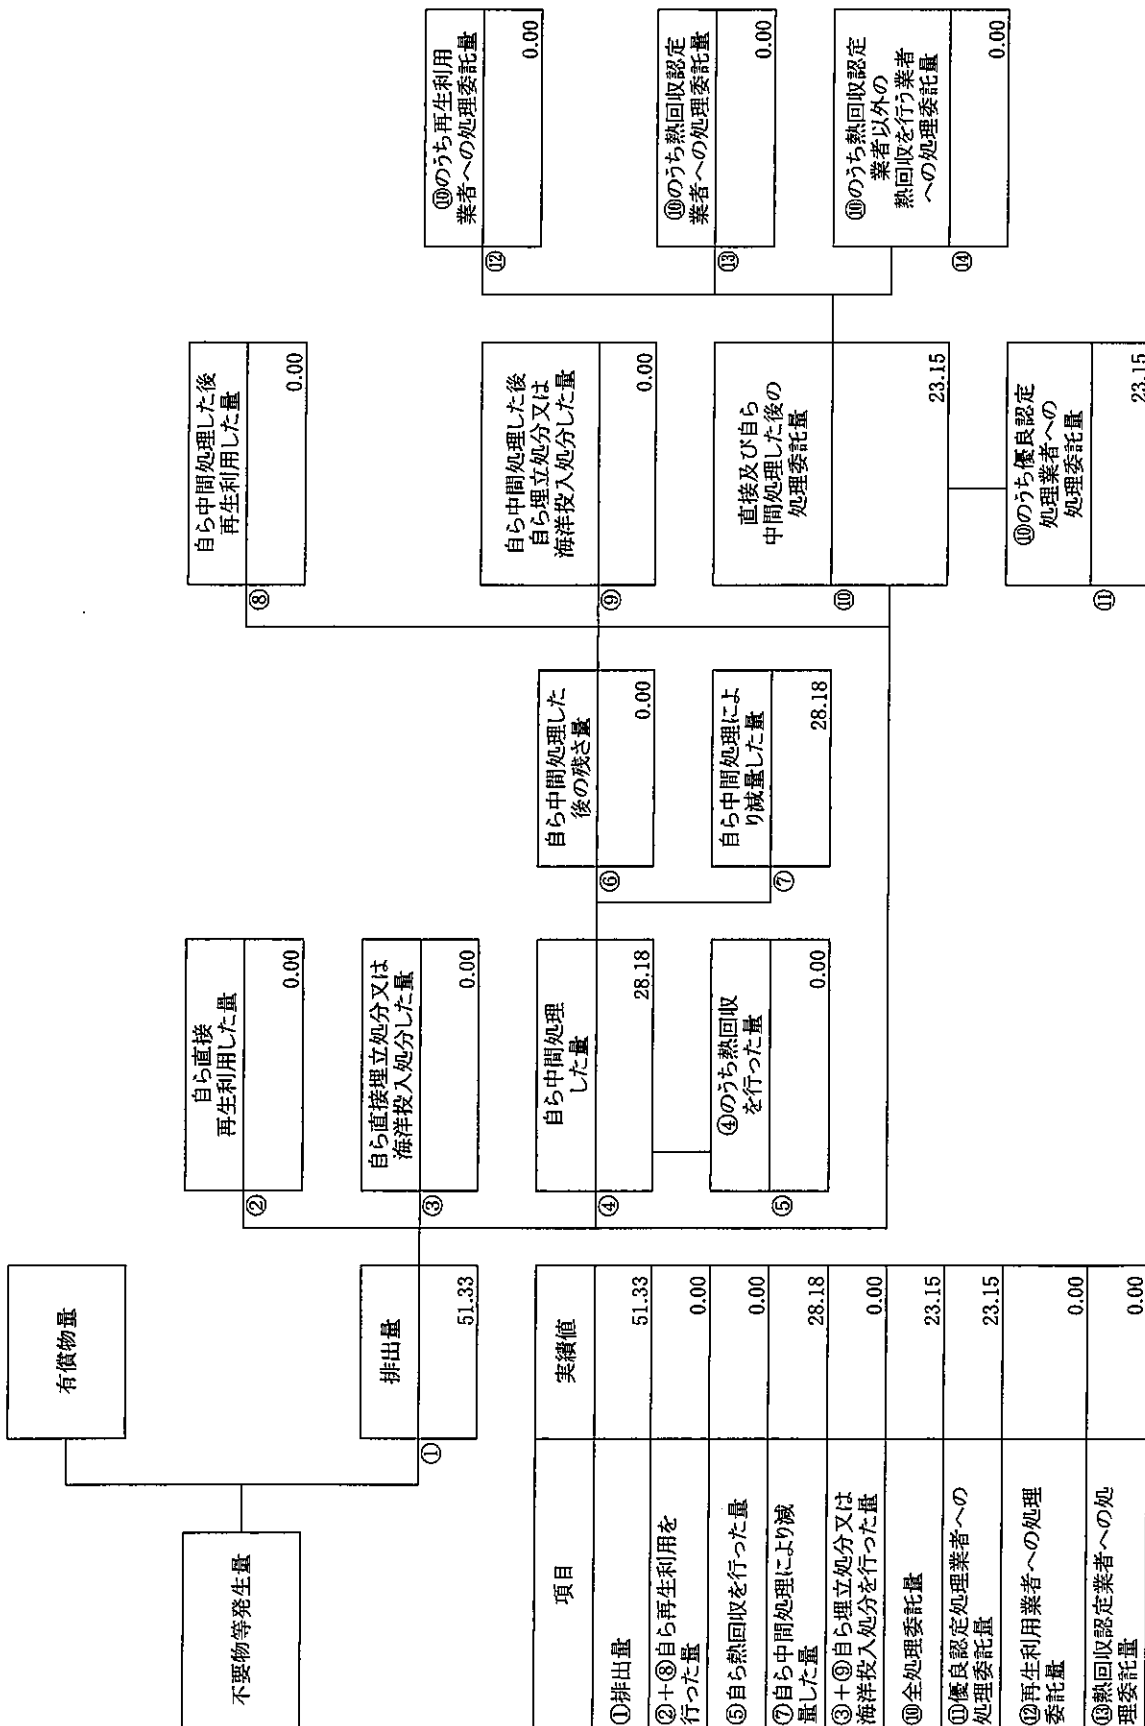 不要物等発生量
有償物量
①
排出量
51.33
②
自ら直接
再生利用した量
0.00
③
自ら直接埋立処分又は
海洋投入処分した量
0.00
④
自ら中間処理
した量
28.18
⑤
④のうち熱回収
を行った量
0.00
⑥
自ら中間処理した
後の残さ量
0.00
⑦
自ら中間処理によ
り減量した量
28.18
⑧
自ら中間処理した後
再生利用した量
0.00
⑨
自ら中間処理した後
自ら埋立処分又は
海洋投入処分した量
0.00
⑩
直接及び自ら
中間処理した後の
処理委託量
23.15
⑪
⑩のうち優良認定
処理業者への
処理委託量
23.15
⑫
⑩のうち再生利用
業者への処理委託量
0.00
⑬
⑩のうち熱回収認定
業者への処理委託量
0.00
⑭
⑩のうち熱回収認定
業者以外の
熱回収を行う業者
への処理委託量
0.00
項目 実績値
①排出量 51.33
②+⑧自ら再生利用を
行った量 0.00
⑤自ら熱回収を行った量 0.00
⑦自ら中間処理により減
量した量 28.18
③+⑨自ら埋立処分又は
海洋投入処分を行った量 0.00
⑩全処理委託量 23.15
⑪優良認定処理業者への
処理委託量 23.15
⑫再生利用業者への処理
委託量 0.00
⑬熱回収認定業者への処
理委託量 0.00